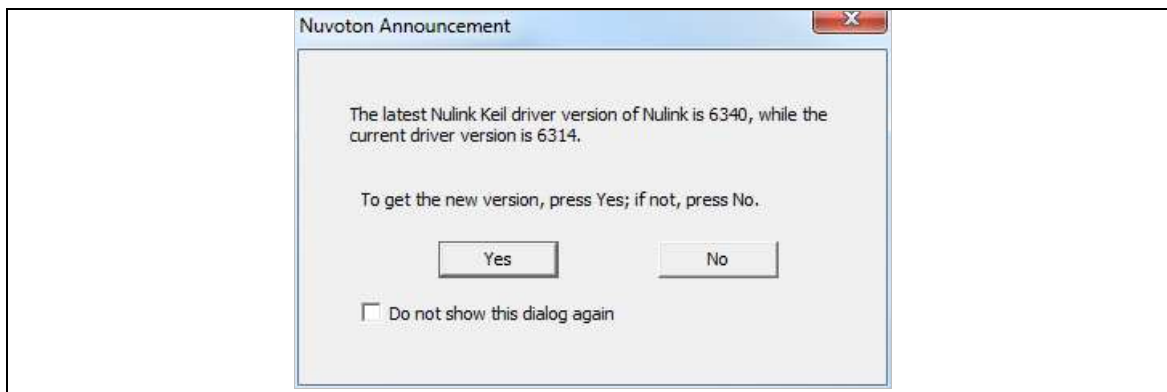 Nuvoton Announcement
The latest Nulink Keil driver version of Nulink is 6340, while the
current driver version is 6314.
To get the new version, press Yes; if not, press No.
Yes
No
Do not show this dialog again